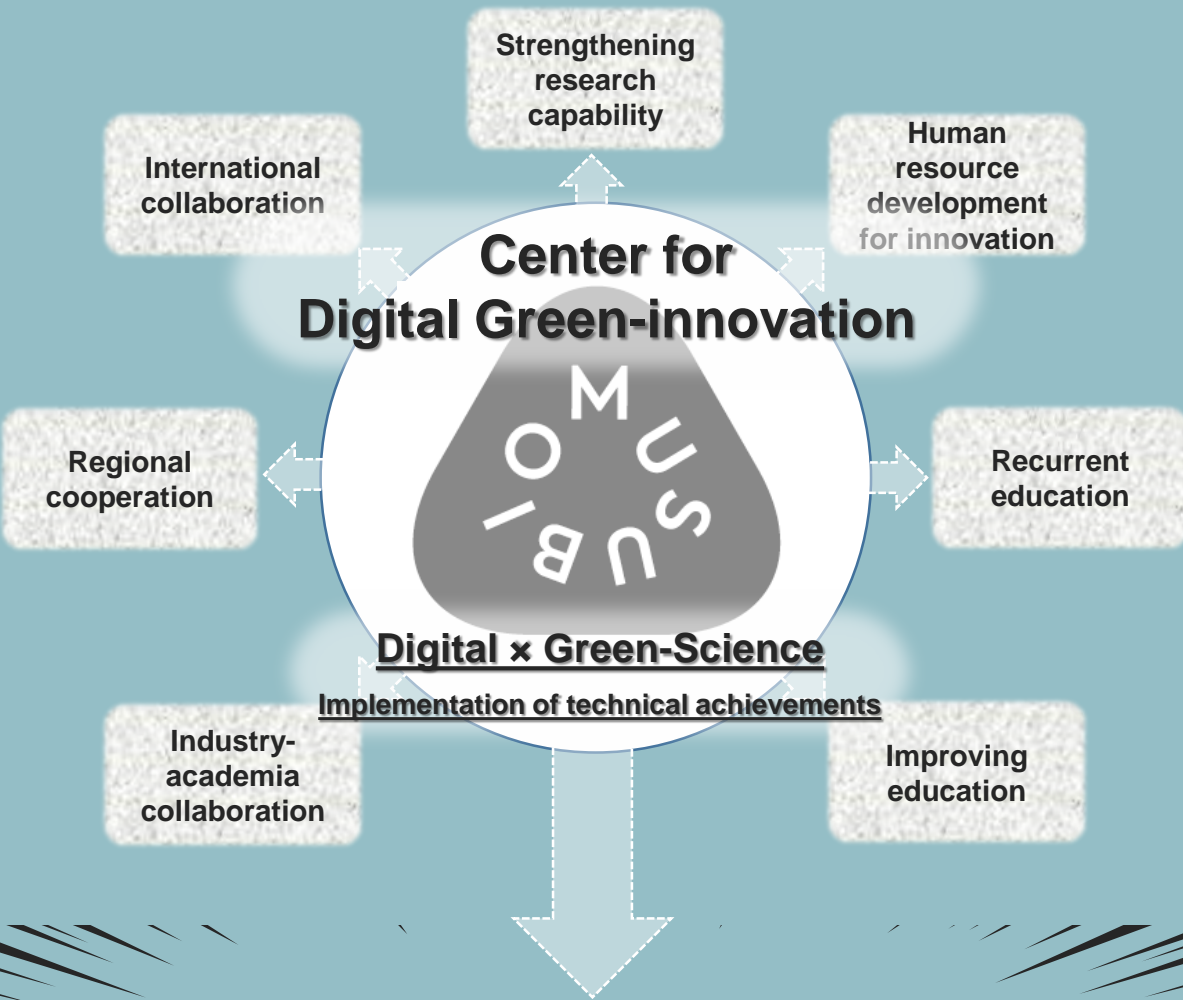 Strengthening
research
capability
International
collaboration
Human
resource
development
for innovation
Center for
Digital Green-innovation
MUSUBIO
Regional
cooperation
Recurrent
education
Digital × Green-Science
Implementation of technical achievements
Industry-
academia
collaboration
Improving
education